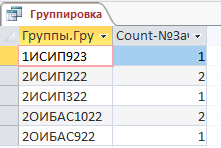 Группировка
Группы.Гру Count-№Зач
1ИСИП923 1
2ИСИП222 2
2ИСИП322 1
2ОИБАС1022 2
2ОИБАС922 1